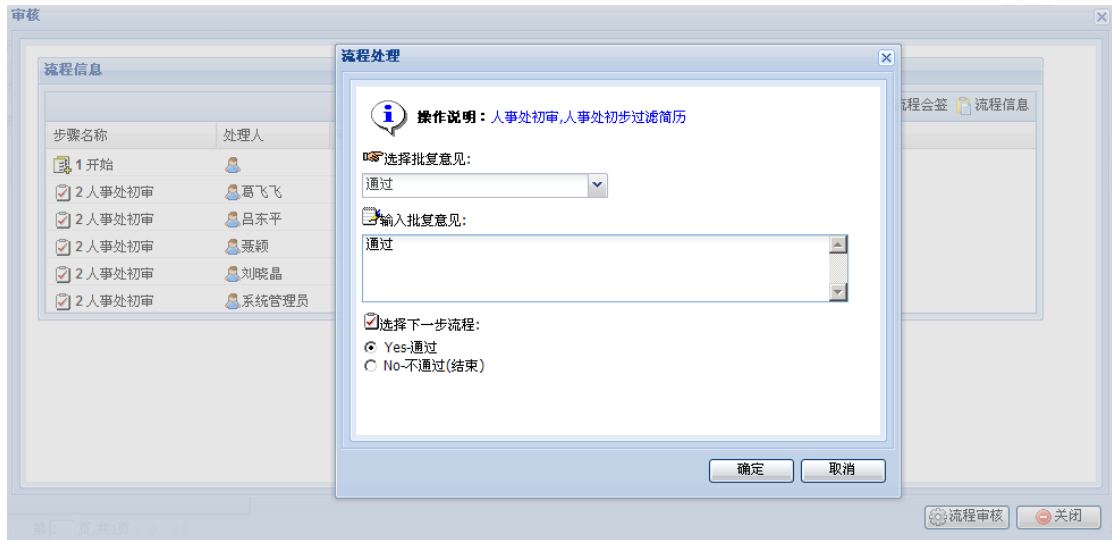 审核
流程信息
流程会签 流程信息
步骤名称 处理人
1 开始
2 人事处初审 葛飞飞
2 人事处初审 吕东平
2 人事处初审 聂颖
2 人事处初审 刘晓晶
2 人事处初审 系统管理员
流程处理
操作说明：人事处初审,人事处初步过滤简历
选择批复意见:
通过
输入批复意见:
通过
选择下一步流程:
Yes-通过
No-不通过(结束)
确定 取消
流程审核 关闭